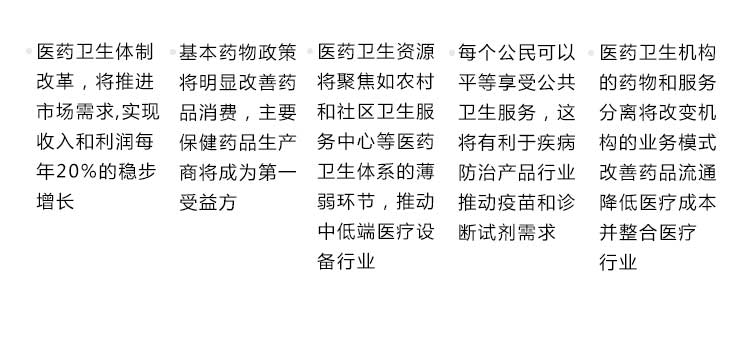 医药卫生体制
改革，将推进
市场需求,实现
收入和利润每
年20%的稳步
增长
基本药物政策
将明显改善药
品消费，主要
保健药品生产
商将成为第一
受益方
医药卫生资源
将聚焦如农村
和社区卫生服
务中心等医药
卫生体系的薄
弱环节，推动
中低端医疗设
备行业
每个公民可以
平等享受公共
卫生服务，这
将有利于疾病
防治产品行业
推动疫苗和诊
断试剂需求
医药卫生机构
的药物和服务
分离将改变机
构的业务模式
改善药品流通
降低医疗成本
并整合医疗
行业